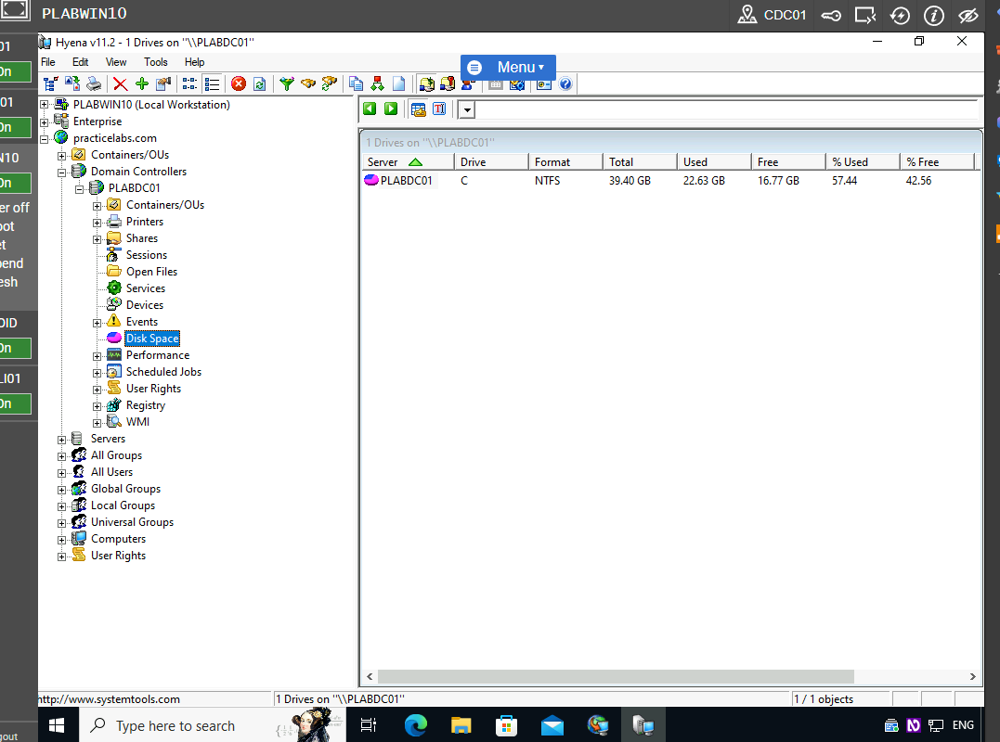 PLABWIN10
CDC01
01
On
01
On
N10
On
er off
oot
et
pend
esh
OID
On
LI01
On
gout
Hyena v11.2 - 1 Drives on "\\PLABDC01"
File Edit View Tools Help
Menu
PLABWIN10 (Local Workstation)
Enterprise
practicelabs.com
Containers/OUs
Domain Controllers
PLABDC01
Containers/OUs
Printers
Shares
Sessions
Open Files
Services
Devices
Events
Disk Space
Performance
Scheduled Jobs
User Rights
Registry
WMI
Servers
All Groups
All Users
Global Groups
Local Groups
Universal Groups
Computers
User Rights
1 Drives on "\\PLABDC01"
Server Drive Format Total Used Free % Used % Free
PLABDC01 C NTFS 39.40 GB 22.63 GB 16.77 GB 57.44 42.56
http://www.systemtools.com
1 Drives on "\\PLABDC01"
1 / 1 objects
Type here to search
ENG